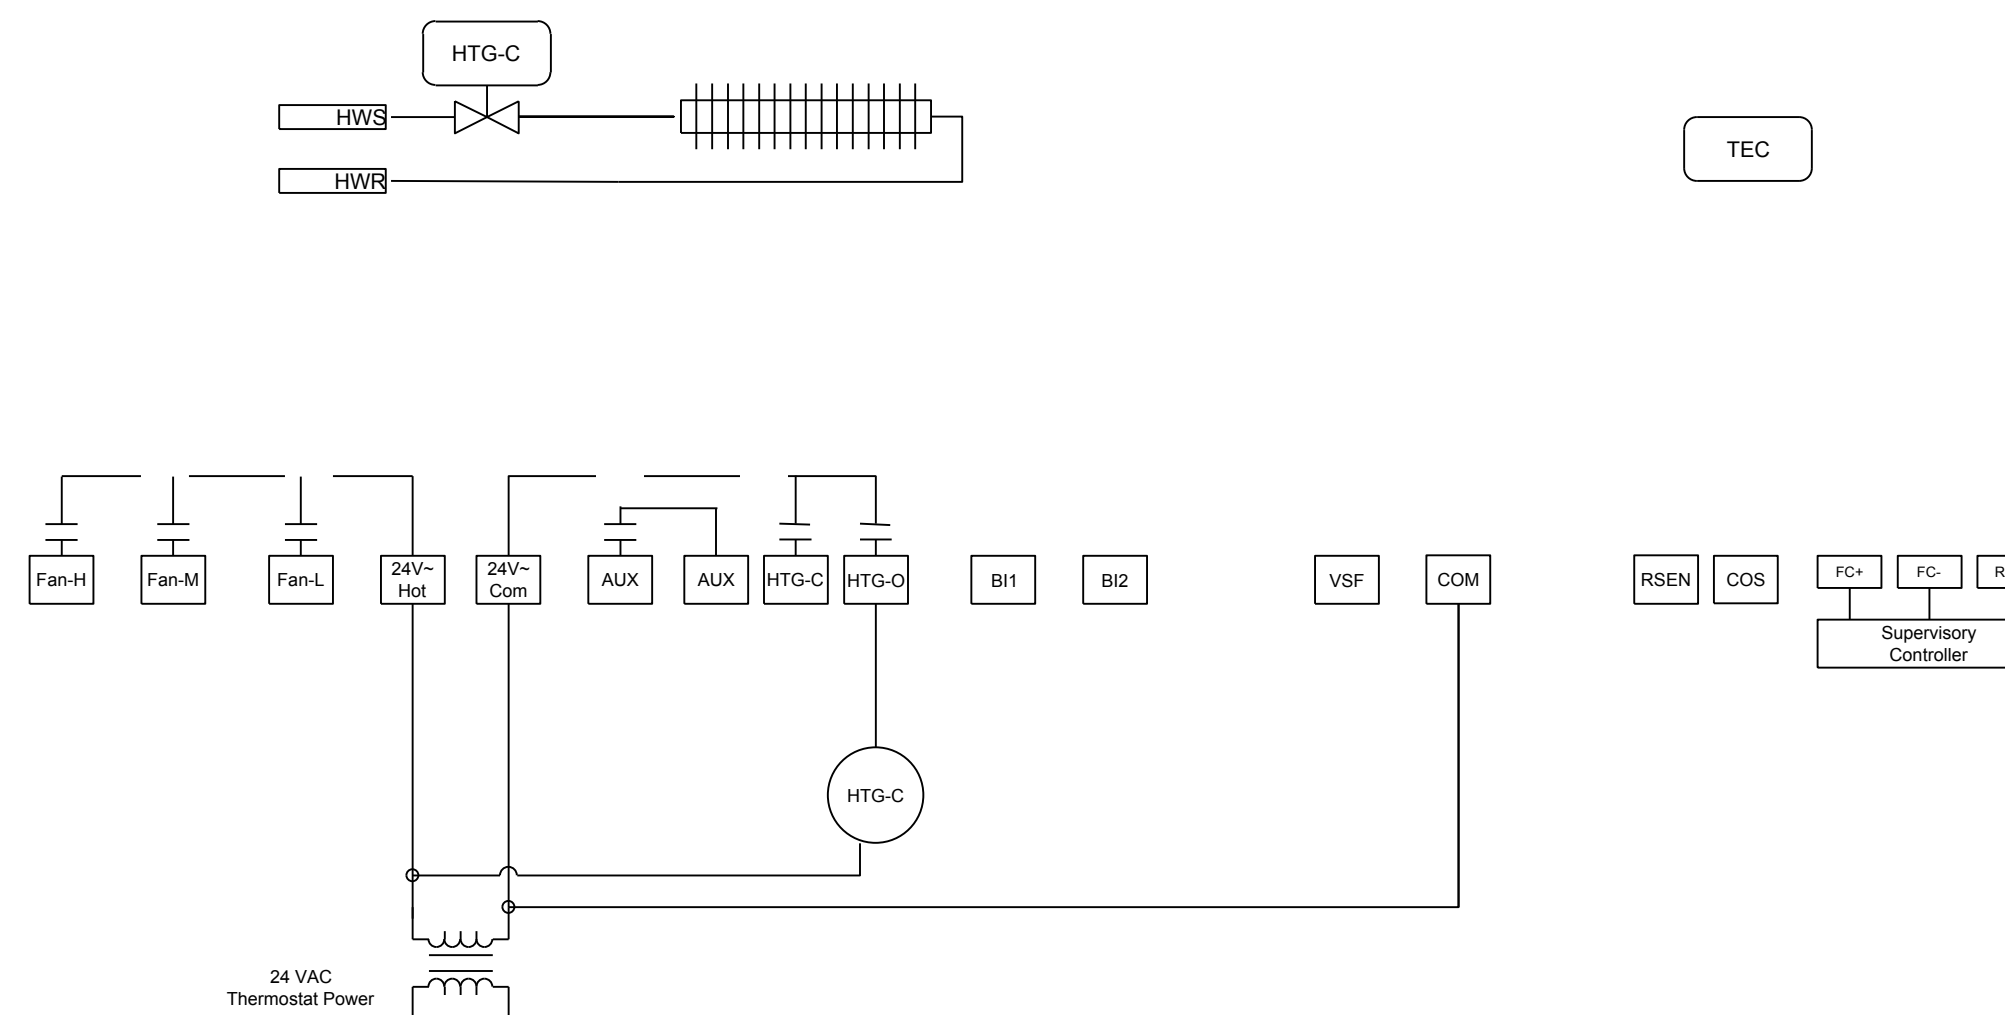 HTG-C
HWS
HWR
TEC
Fan-H
Fan-M
Fan-L
24V~
Hot
24V~
Com
AUX
AUX
HTG-C
HTG-O
BI1
BI2
VSF
COM
RSEN
COS
FC+
FC-
R
Supervisory
Controller
HTG-C
24 VAC
Thermostat Power